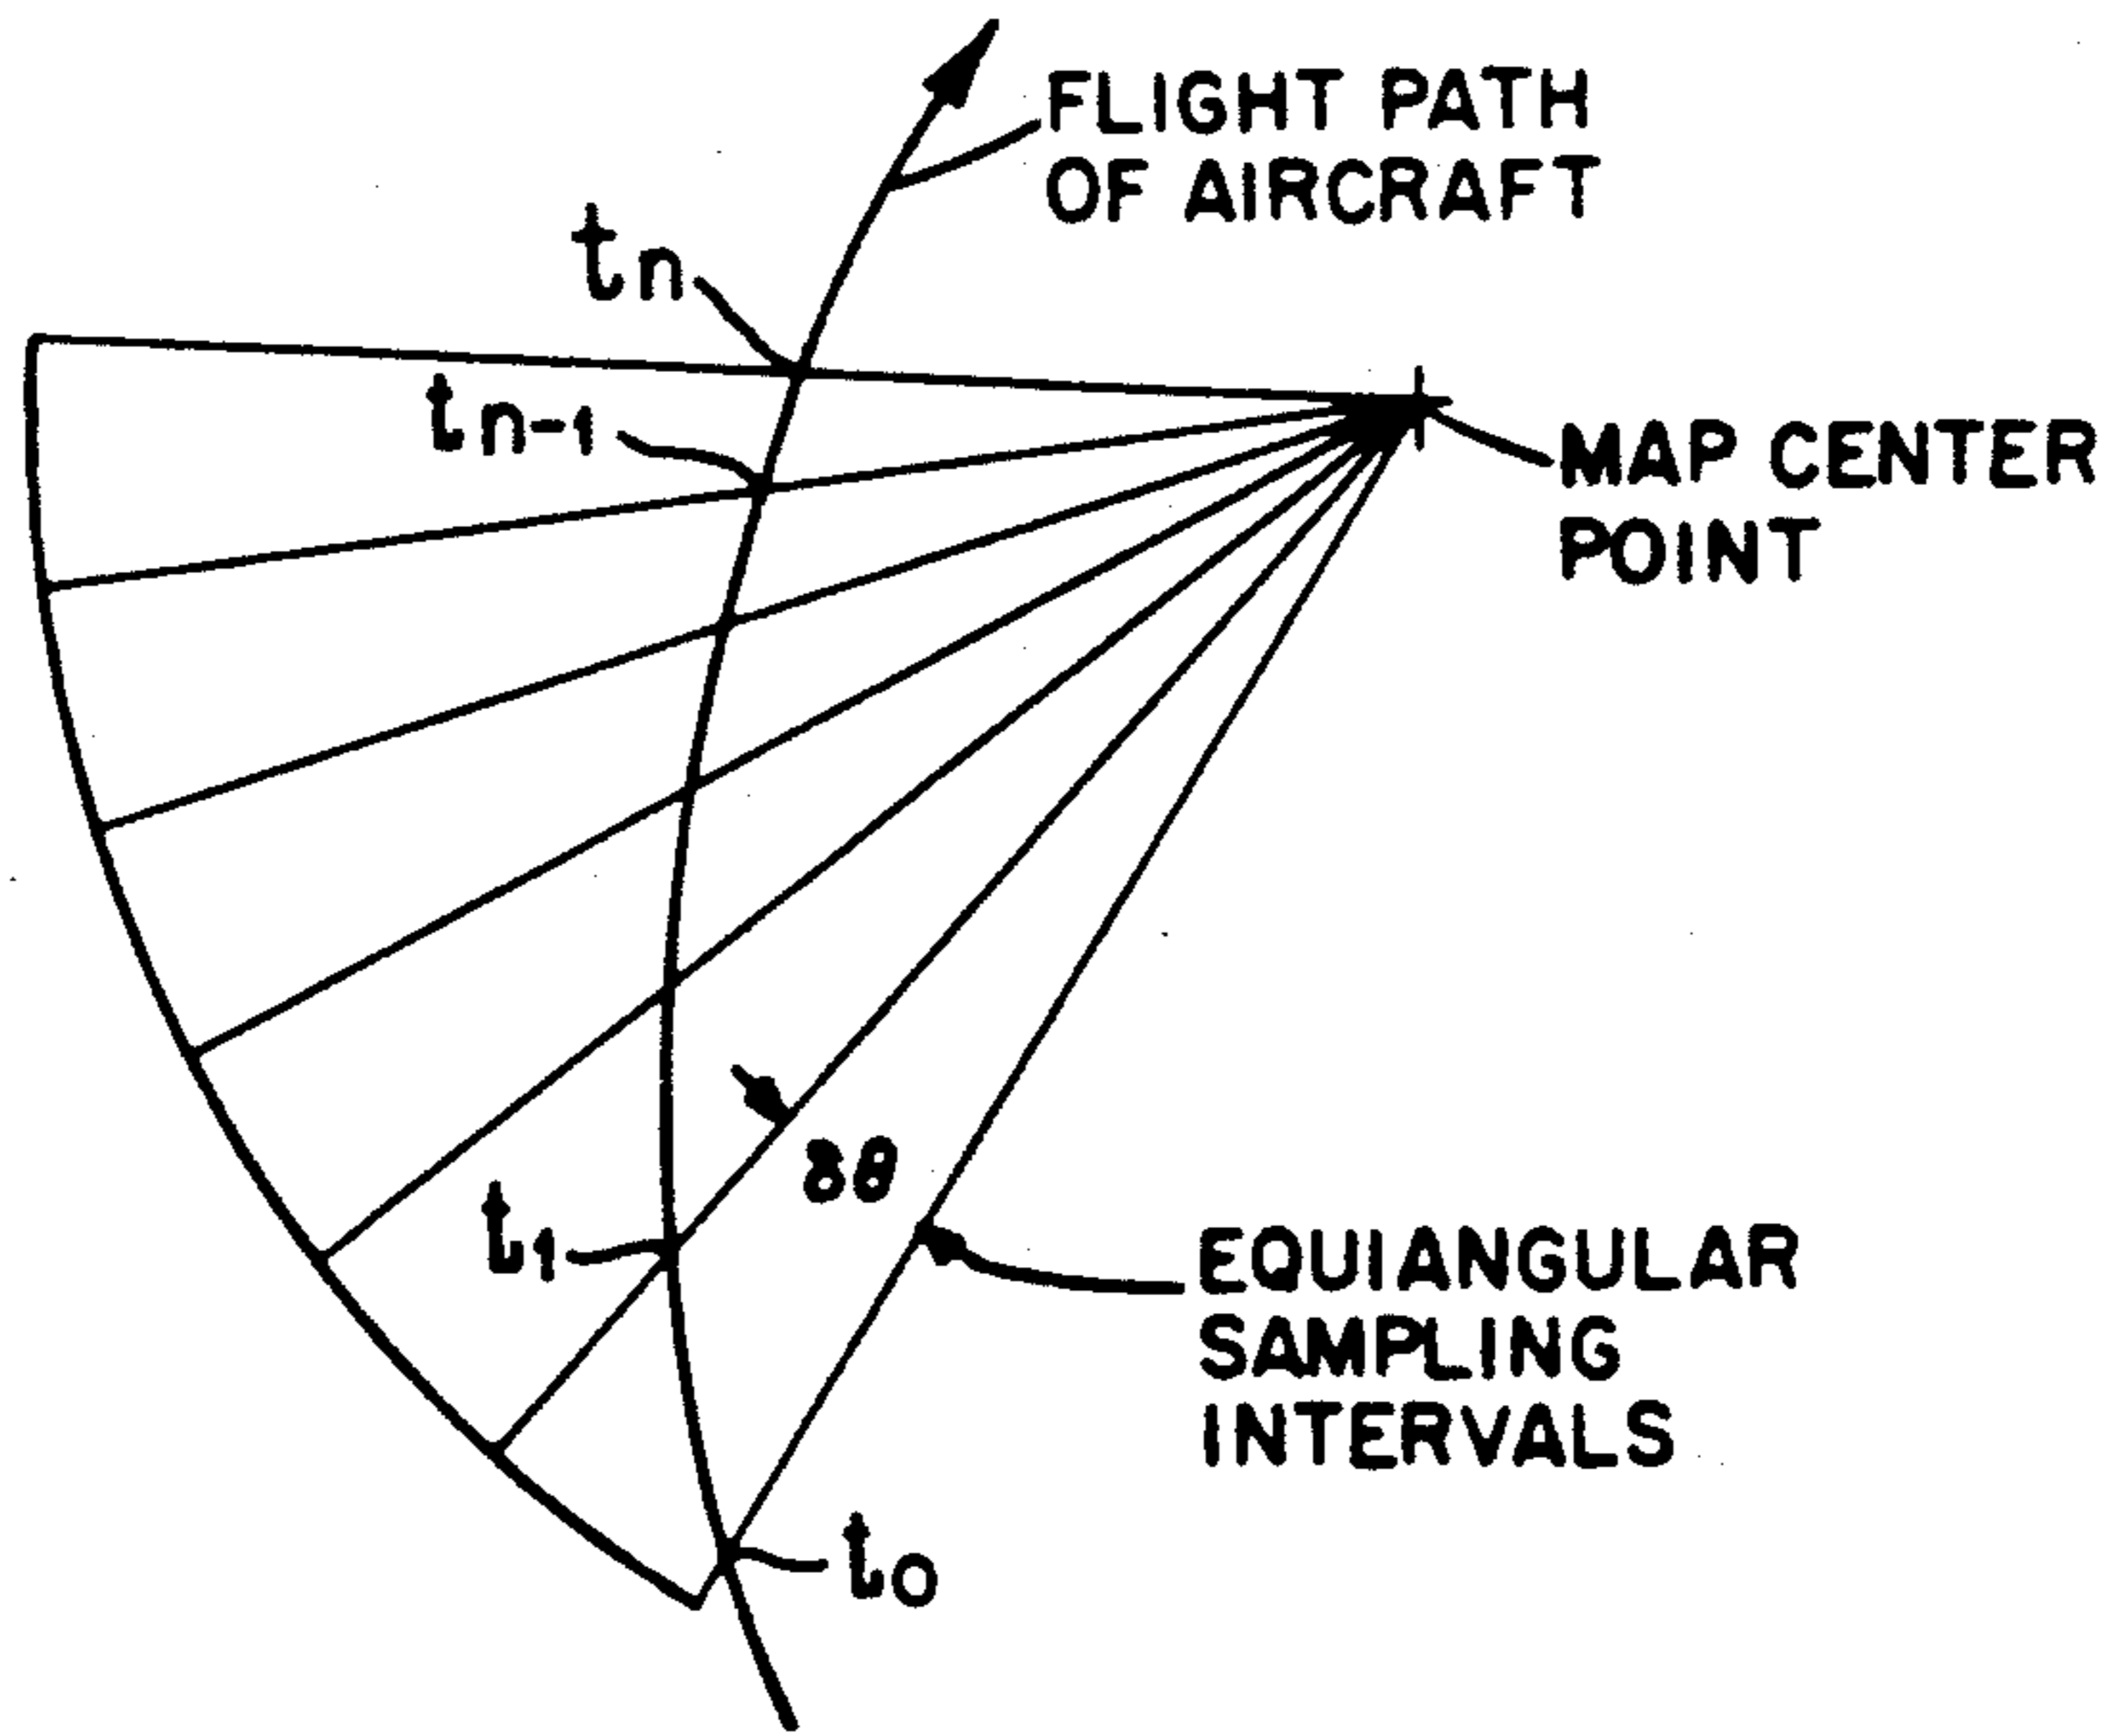 FLIGHT PATH
OF AIRCRAFT
tn
tn-1
MAP CENTER
POINT
δθ
t1
EQUIANGULAR
SAMPLING
INTERVALS
t0